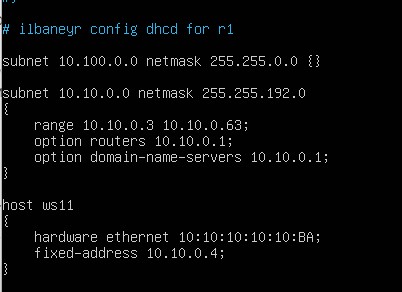 # ilbaneyr config dhcd for r1
subnet 10.100.0.0 netmask 255.255.0.0 {}
subnet 10.10.0.0 netmask 255.255.192.0
{
range 10.10.0.3 10.10.0.63;
option routers 10.10.0.1;
option domain-name-servers 10.10.0.1;
}
host ws11
{
hardware ethernet 10:10:10:10:10:BA;
fixed-address 10.10.0.4;
}